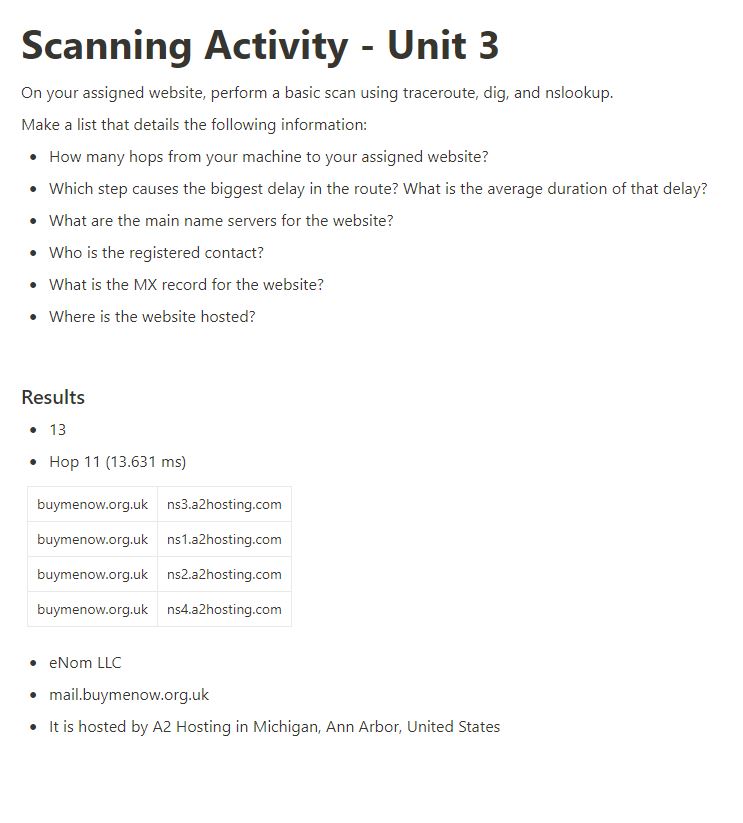 Scanning Activity - Unit 3
On your assigned website, perform a basic scan using traceroute, dig, and nslookup.
Make a list that details the following information:
• How many hops from your machine to your assigned website?
• Which step causes the biggest delay in the route? What is the average duration of that delay?
• What are the main name servers for the website?
• Who is the registered contact?
• What is the MX record for the website?
• Where is the website hosted?
Results
• 13
• Hop 11 (13.631 ms)
buymenow.org.uk ns3.a2hosting.com
buymenow.org.uk ns1.a2hosting.com
buymenow.org.uk ns2.a2hosting.com
buymenow.org.uk ns4.a2hosting.com
• eNom LLC
• mail.buymenow.org.uk
• It is hosted by A2 Hosting in Michigan, Ann Arbor, United States